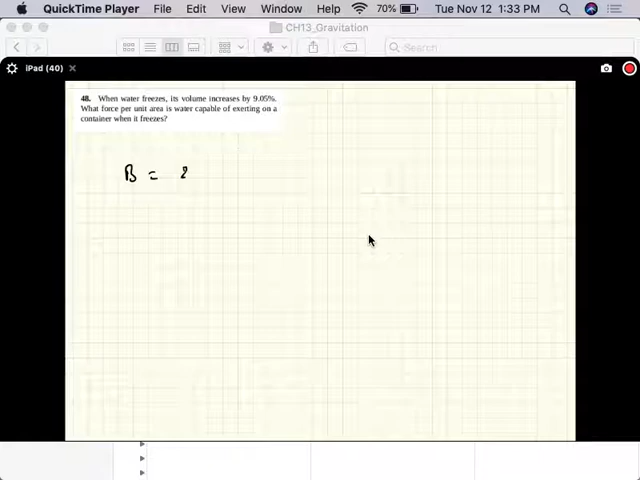 QuickTime Player File Edit View Window Help 70% Tue Nov 12 1:33 PM
CH13_Gravitation
Search
iPad (40)
48. When water freezes, its volume increases by 9.05%.
What force per unit area is water capable of exerting on a
container when it freezes?
B =